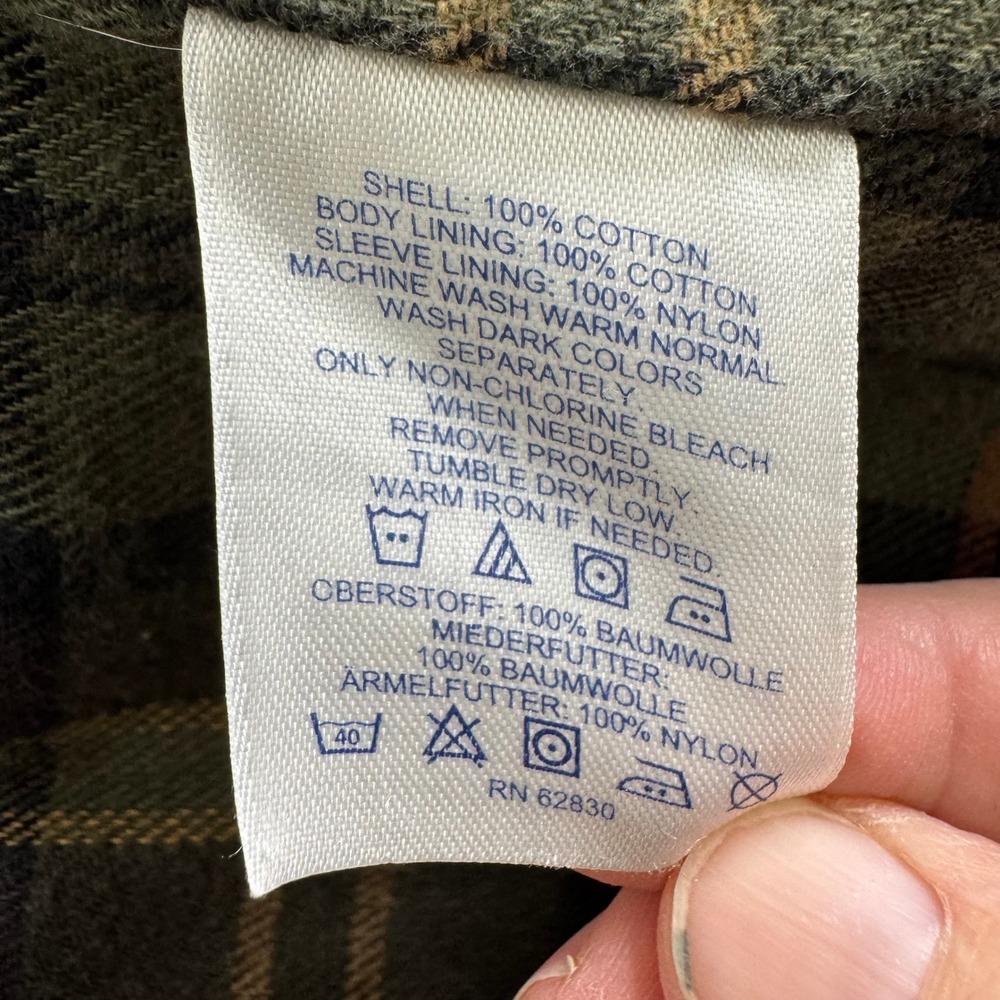 SHELL: 100% COTTON
BODY LINING: 100% COTTON
SLEEVE LINING: 100% NYLON
MACHINE WASH WARM NORMAL.
WASH DARK COLORS
SEPARATELY.
ONLY NON-CHLORINE BLEACH
WHEN NEEDED.
REMOVE PROMPTLY.
TUMBLE DRY LOW.
WARM IRON IF NEEDED.
OBERSTOFF: 100% BAUMWOLLE
MIEDERFUTTER:
100% BAUMWOLLE
ÄRMELFUTTER: 100% NYLON
40
RN 62830